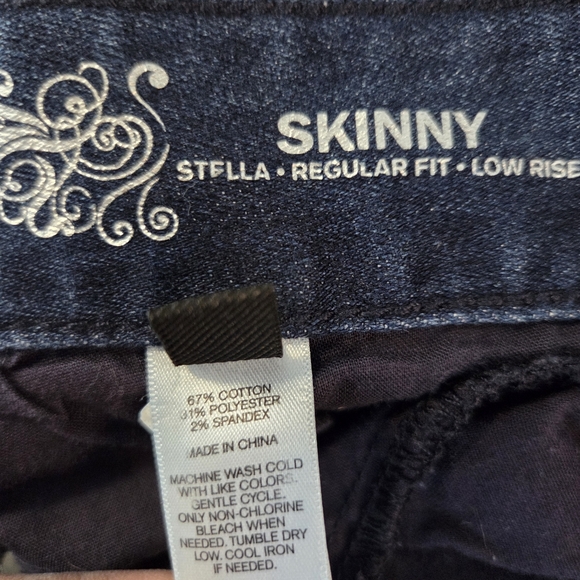 SKINNY
STELLA • REGULAR FIT • LOW RISE
67% COTTON
31% POLYESTER
2% SPANDEX
MADE IN CHINA
MACHINE WASH COLD
WITH LIKE COLORS.
GENTLE CYCLE.
ONLY NON-CHLORINE
BLEACH WHEN
NEEDED. TUMBLE DRY
LOW. COOL IRON
IF NEEDED.